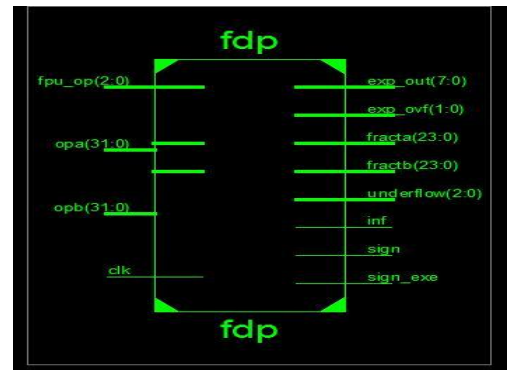 fdp
fpu_op(2:0)
opa(31:0)
opb(31:0)
clk
exp_out(7:0)
exp_ovf(1:0)
fracta(23:0)
fractb(23:0)
underflow(2:0)
inf
sign
sign_exe
fdp